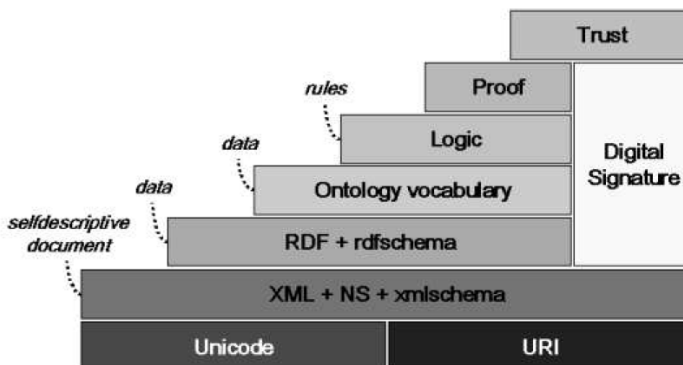 Trust
Proof
rules
Logic
data
Ontology vocabulary
Digital
Signature
data
RDF + rdfschema
selfdescriptive
document
XML + NS + xmlschema
Unicode
URI